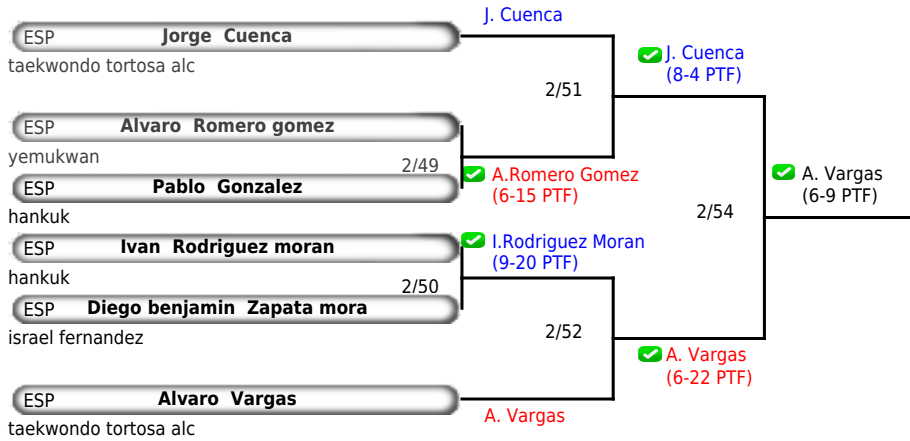 J. Cuenca
ESP Jorge Cuenca
taekwondo tortosa alc
J. Cuenca
(8-4 PTF)
2/51
ESP Alvaro Romero gomez
yemukwan
2/49
A.Romero Gomez
(6-15 PTF)
ESP Pablo Gonzalez
hankuk
A. Vargas
(6-9 PTF)
2/54
ESP Ivan Rodriguez moran
hankuk
I.Rodriguez Moran
(9-20 PTF)
2/50
ESP Diego benjamin Zapata mora
israel fernandez
2/52
A. Vargas
(6-22 PTF)
ESP Alvaro Vargas
taekwondo tortosa alc
A. Vargas